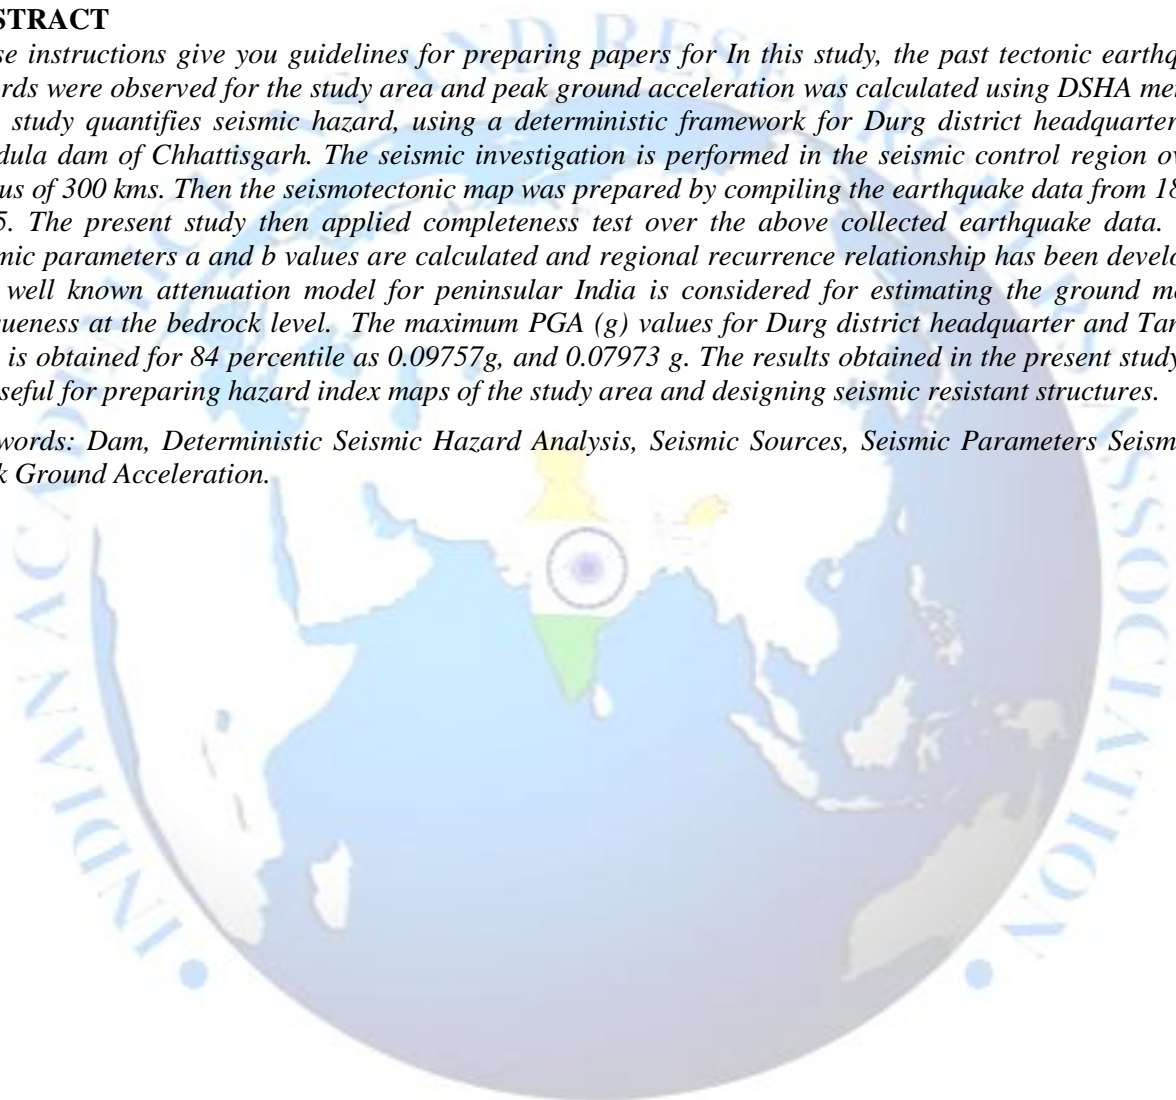 STRACT
se instructions give you guidelines for preparing papers for In this study, the past tectonic earthq
rds were observed for the study area and peak ground acceleration was calculated using DSHA me
study quantifies seismic hazard, using a deterministic framework for Durg district headquarter
dula dam of Chhattisgarh. The seismic investigation is performed in the seismic control region ov
us of 300 kms. Then the seismotectonic map was prepared by compiling the earthquake data from 18
5. The present study then applied completeness test over the above collected earthquake data.
mic parameters a and b values are calculated and regional recurrence relationship has been develo
well known attenuation model for peninsular India is considered for estimating the ground m
ueness at the bedrock level. The maximum PGA (g) values for Durg district headquarter and Tan
is obtained for 84 percentile as 0.09757g, and 0.07973 g. The results obtained in the present study
seful for preparing hazard index maps of the study area and designing seismic resistant structures.
words: Dam, Deterministic Seismic Hazard Analysis, Seismic Sources, Seismic Parameters Seism
k Ground Acceleration.
INDIAN ACADEMICIANS AND RESEARCHERS ASSOCIATION